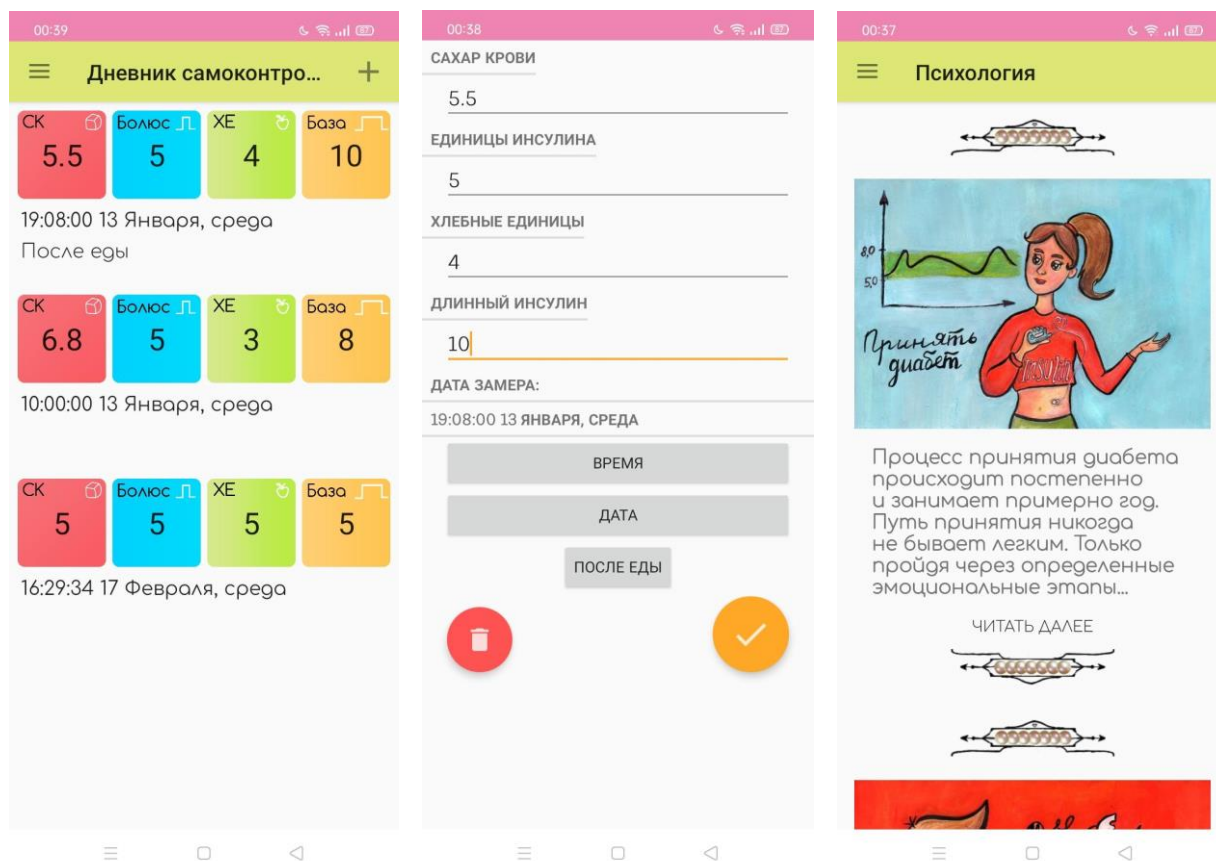 00:39
67
Дневник самоконтро...
СК Болюс ХЕ База
5.5 5 4 10
19:08:00 13 Января, среда
После еды
СК Болюс ХЕ База
6.8 5 3 8
10:00:00 13 Января, среда
СК Болюс ХЕ База
5 5 5 5
16:29:34 17 Февраля, среда
00:38
67
САХАР КРОВИ
5.5
ЕДИНИЦЫ ИНСУЛИНА
5
ХЛЕБНЫЕ ЕДИНИЦЫ
4
ДЛИННЫЙ ИНСУЛИН
10
ДАТА ЗАМЕРА:
19:08:00 13 ЯНВАРЯ, СРЕДА
ВРЕМЯ
ДАТА
ПОСЛЕ ЕДЫ
00:37
67
Психология
8,0
5,0
Принять
диабет
Процесс принятия диабета
происходит постепенно
и занимает примерно год.
Путь принятия никогда
не бывает легким. Только
пройдя через определенные
эмоциональные этапы...
ЧИТАТЬ ДАЛЕЕ